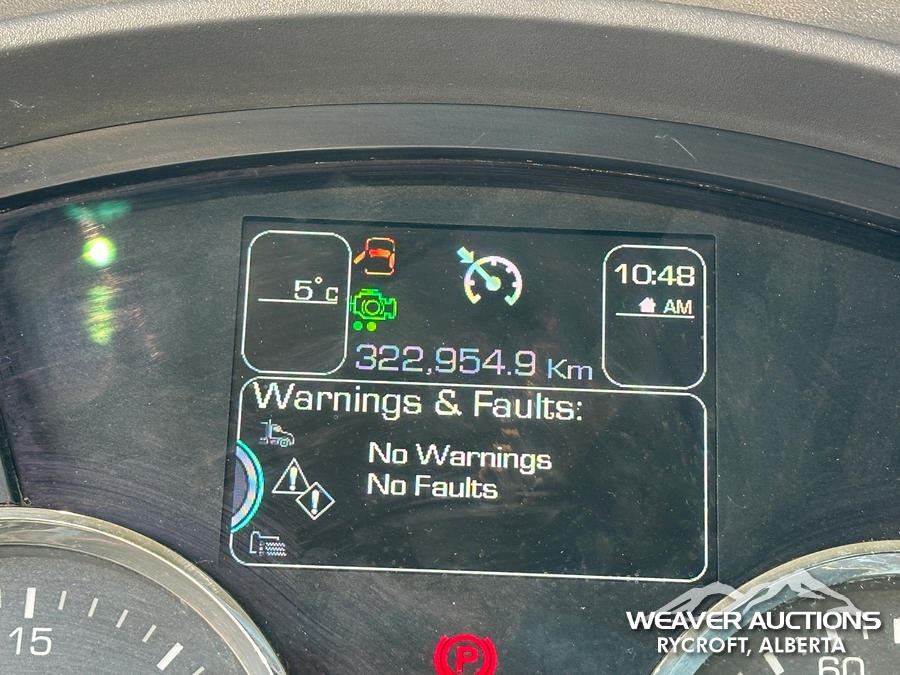 10:48
5°C
AM
322,954.9 Km
Warnings & Faults:
No Warnings
No Faults
15
P
60
WEAVER AUCTIONS
RYCROFT, ALBERTA